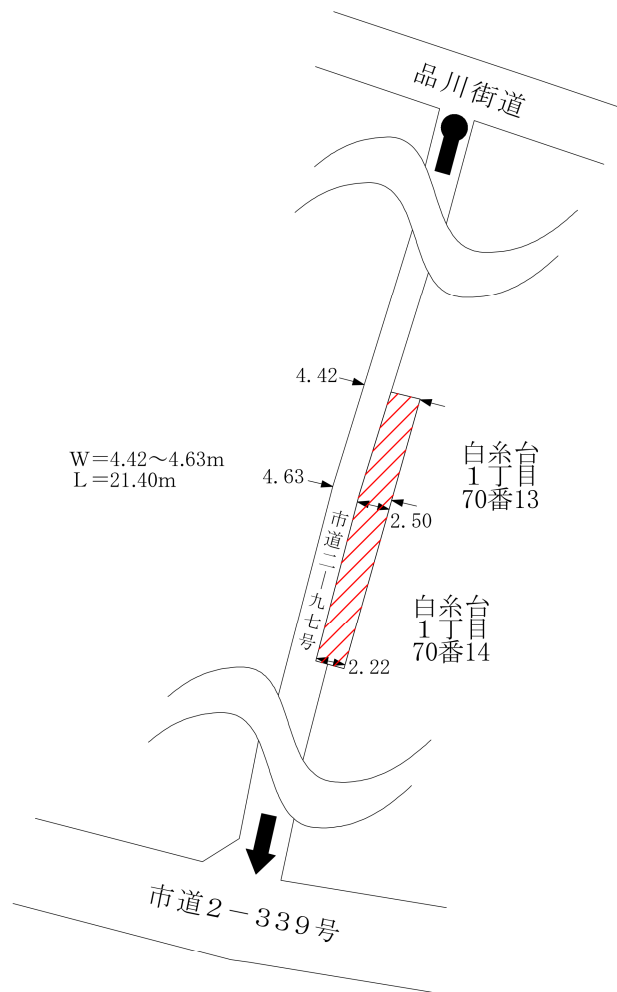 品川街道
4.42
W=4.42〜4.63m
L=21.40m
4.63
白糸台
1丁目
70番13
2.50
市道二―九七号
白糸台
1丁目
70番14
2.22
市道2－339号